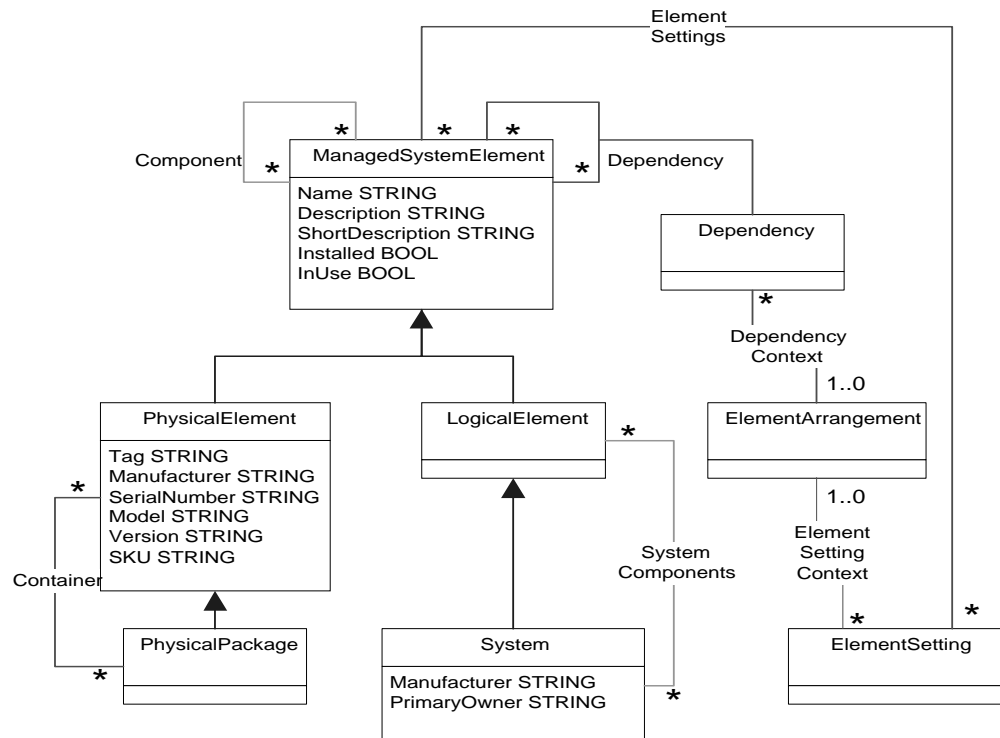 Element
Settings
*
*
*
*
*
Component
ManagedSystemElement
Dependency
Name STRING
Description STRING
ShortDescription STRING
Installed BOOL
InUse BOOL
Dependency
*
Dependency
Context
1..0
PhysicalElement
LogicalElement
ElementArrangement
Tag STRING
Manufacturer STRING
SerialNumber STRING
Model STRING
Version STRING
SKU STRING
*
*
1..0
Element
Setting
Context
System
Components
Container
*
*
*
*
PhysicalPackage
System
ElementSetting
Manufacturer STRING
PrimaryOwner STRING